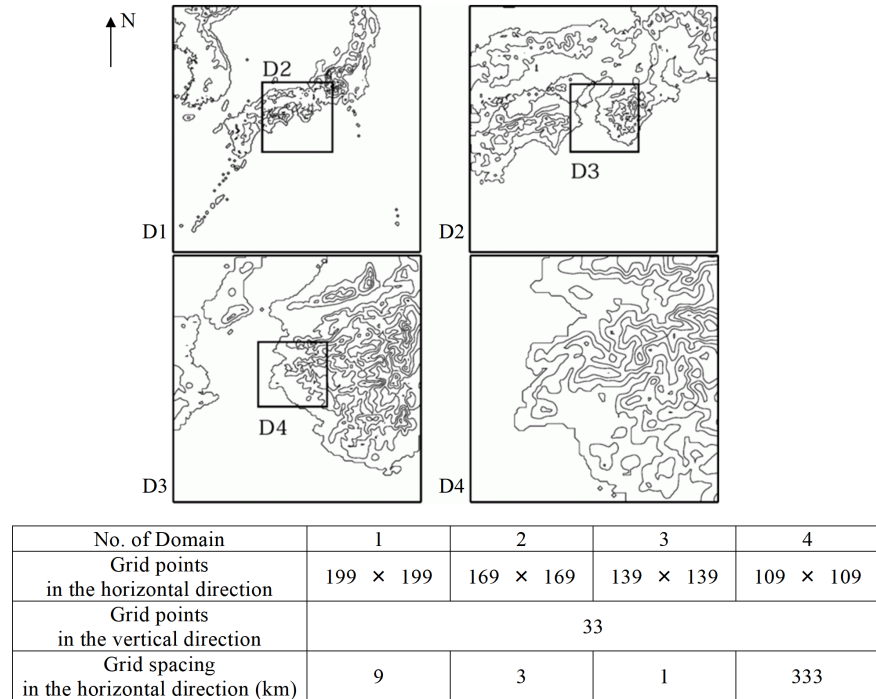 N
D2
D1
D3
D2
D4
D3
D4
No. of Domain 1 2 3 4
Grid points
in the horizontal direction 199 × 199 169 × 169 139 × 139 109 × 109
Grid points
in the vertical direction 33
Grid spacing
in the horizontal direction (km) 9 3 1 333